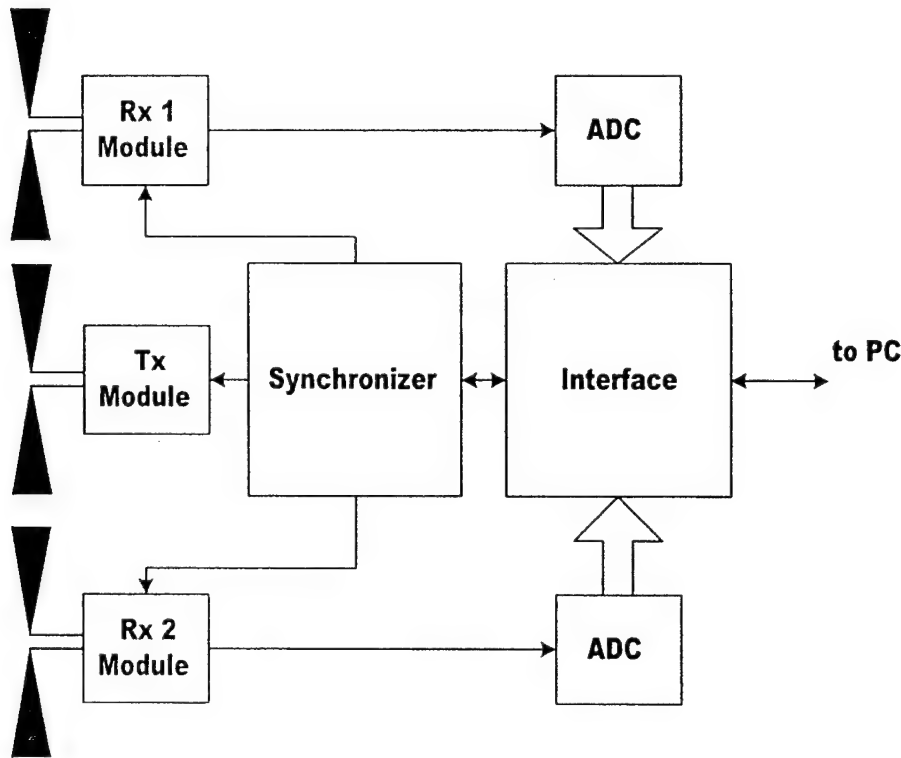 Rx 1
Module
ADC
Tx
Module
Synchronizer
Interface
to PC
Rx 2
Module
ADC